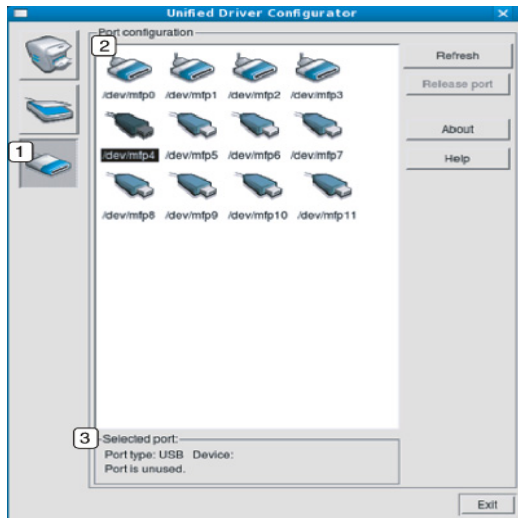 Unified Driver Configurator
Port configuration
2
Refresh
/dev/mfp0 /dev/mfp1 /dev/mfp2 /dev/mfp3
Release port
1
/dev/mfp4 /dev/mfp5 /dev/mfp6 /dev/mfp7
About
Help
/dev/mfp8 /dev/mfp9 /dev/mfp10 /dev/mfp11
3
Selected port:
Port type: USB Device:
Port is unused.
Exit